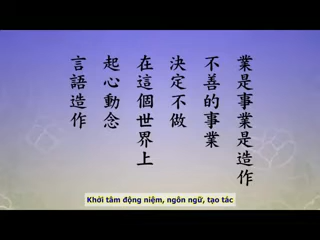 業是事業是造作
不善的事業
決定不做
在這個世界上
起心動念
言語造作
Khởi tâm động niệm, ngôn ngữ, tạo tác